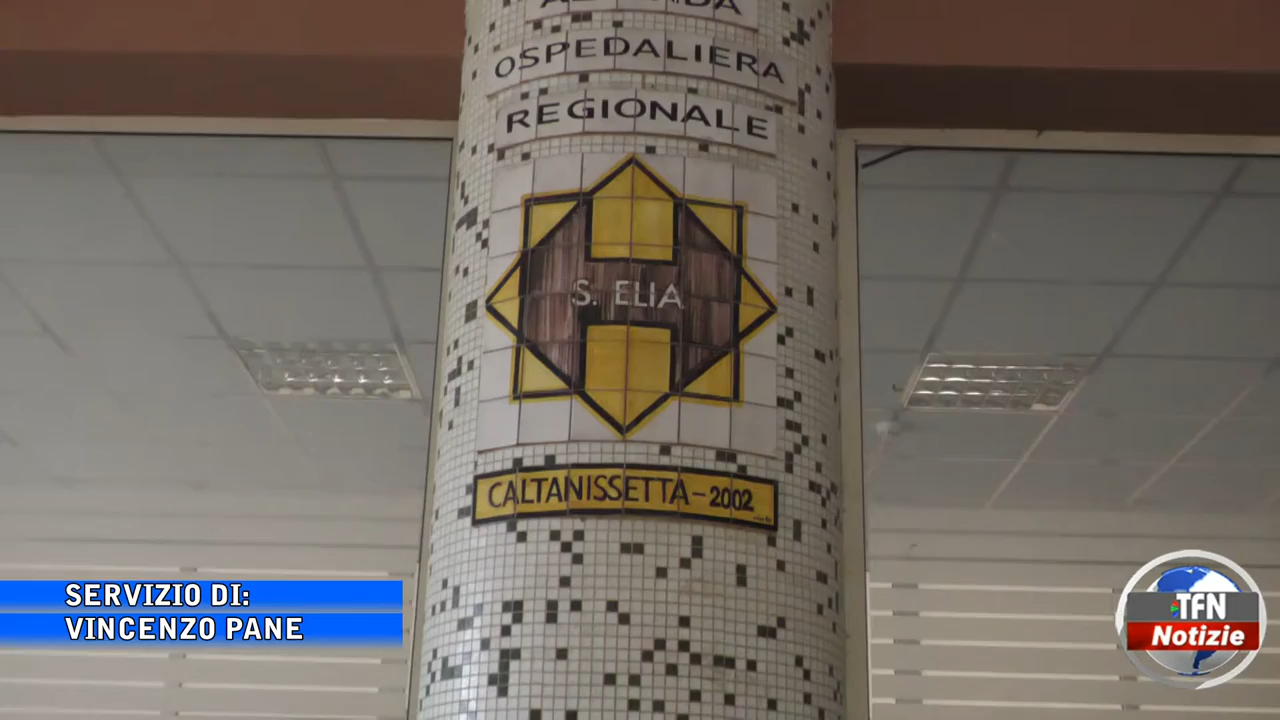 OSPEDALIERA
REGIONALE
S. ELIA
CALTANISSETTA-2002
SERVIZIO DI:
VINCENZO PANE
TFN
Notizie